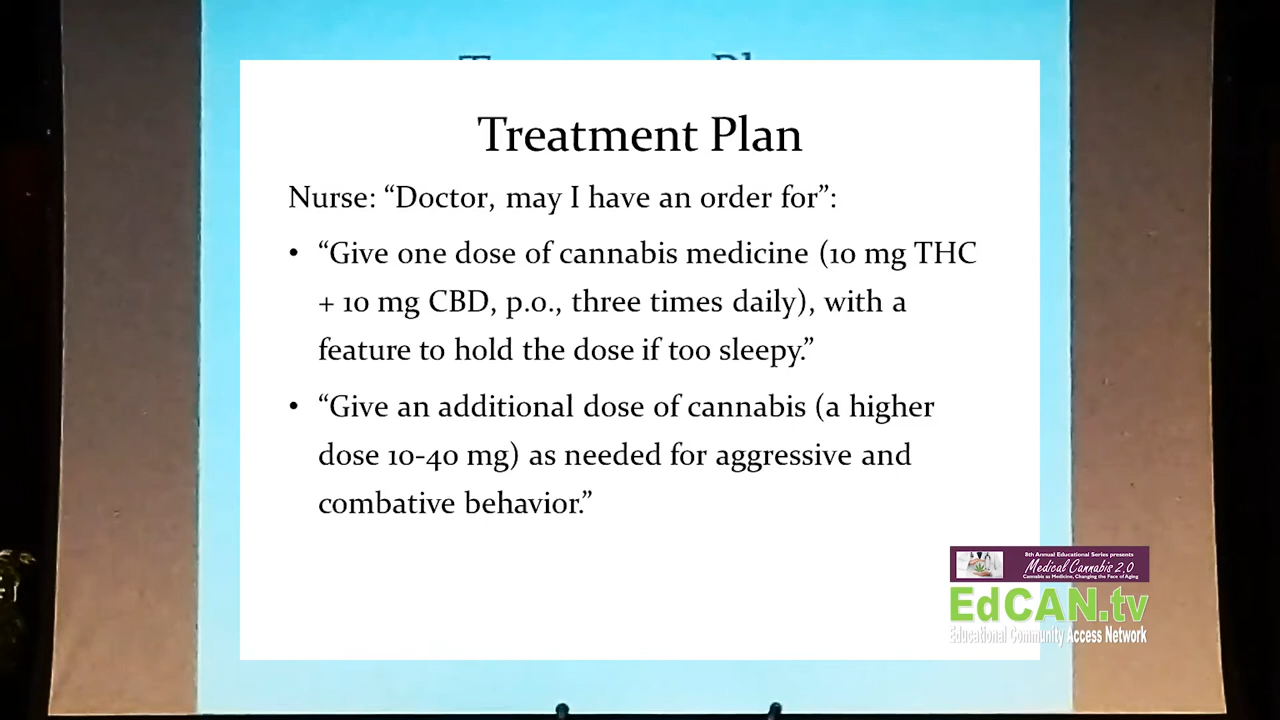 Treatment Plan
Nurse: “Doctor, may I have an order for”:
• “Give one dose of cannabis medicine (10 mg THC
+ 10 mg CBD, p.o., three times daily), with a
feature to hold the dose if too sleepy.”
• “Give an additional dose of cannabis (a higher
dose 10-40 mg) as needed for aggressive and
combative behavior.”
8th Annual Educational Series presents
Medical Cannabis 2.0
Cannabis as Medicine, Changing the Face of Aging
EdCAN.tv
Educational Community Access Network